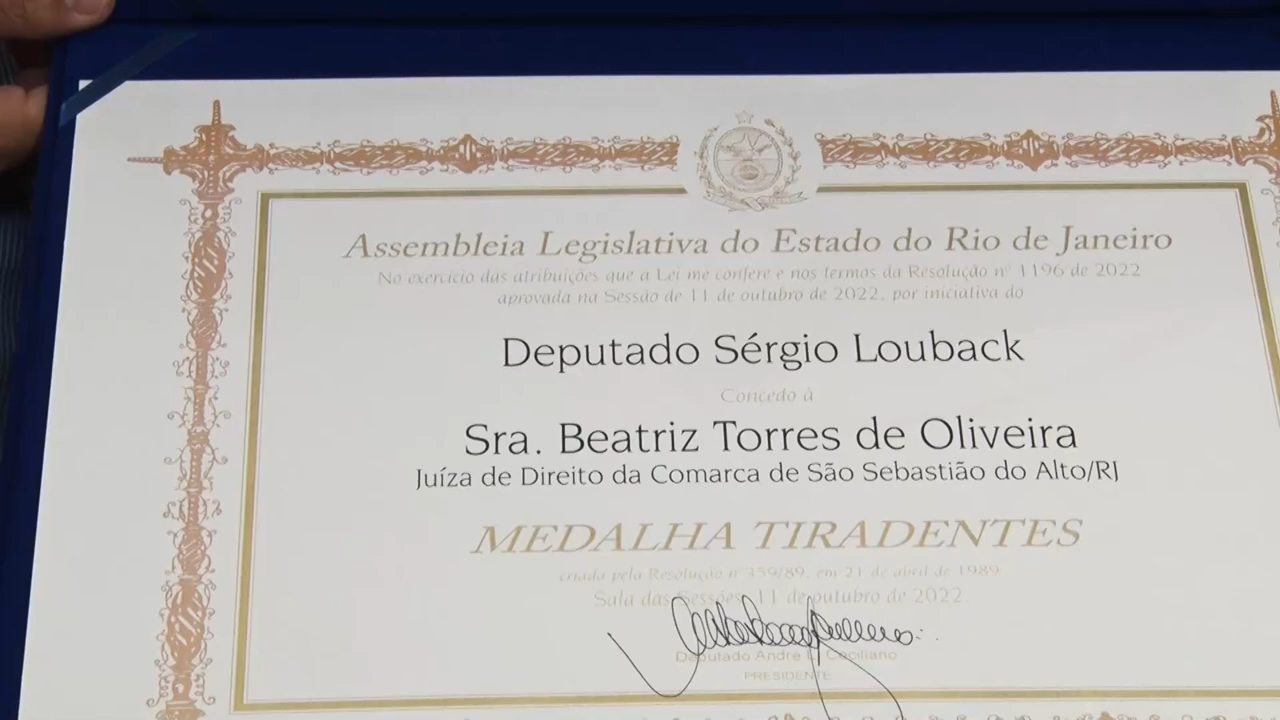 Assembleia Legislativa do Estado do Rio de Janeiro
No exercício das atribuições que a Lei me confere e nos termos da Resolução nº 1196 de 2022
aprovada na Sessão de 11 de outubro de 2022, por iniciativa do
Deputado Sérgio Louback
Concedo à
Sra. Beatriz Torres de Oliveira
Juíza de Direito da Comarca de São Sebastião do Alto/RJ
MEDALHA TIRADENTES
criada pela Resolução nº 359/89, em 21 de abril de 1989
Sala das Sessões, 11 de outubro de 2022
Deputado André L. Ceciliano
PRESIDENTE